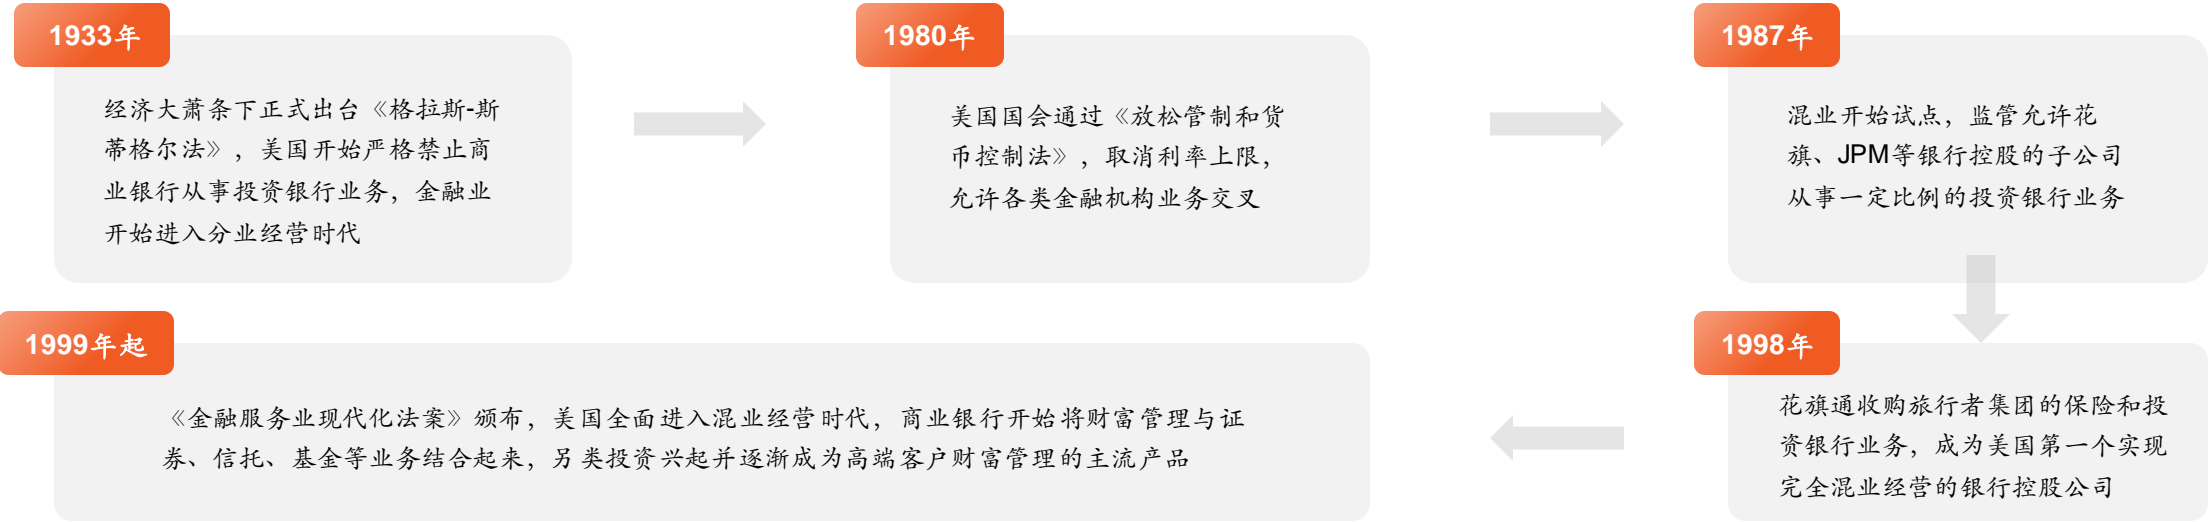 1933年
经济大萧条下正式出台《格拉斯-斯
蒂格尔法》，美国开始严格禁止商
业银行从事投资银行业务，金融业
开始进入分业经营时代
1980年
美国国会通过《放松管制和货
币控制法》，取消利率上限，
允许各类金融机构业务交叉
1987年
混业开始试点，监管允许花
旗、JPM等银行控股的子公司
从事一定比例的投资银行业务
1998年
花旗通收购旅行者集团的保险和投
资银行业务，成为美国第一个实现
完全混业经营的银行控股公司
1999年起
《金融服务业现代化法案》颁布，美国全面进入混业经营时代，商业银行开始将财富管理与证
券、信托、基金等业务结合起来，另类投资兴起并逐渐成为高端客户财富管理的主流产品